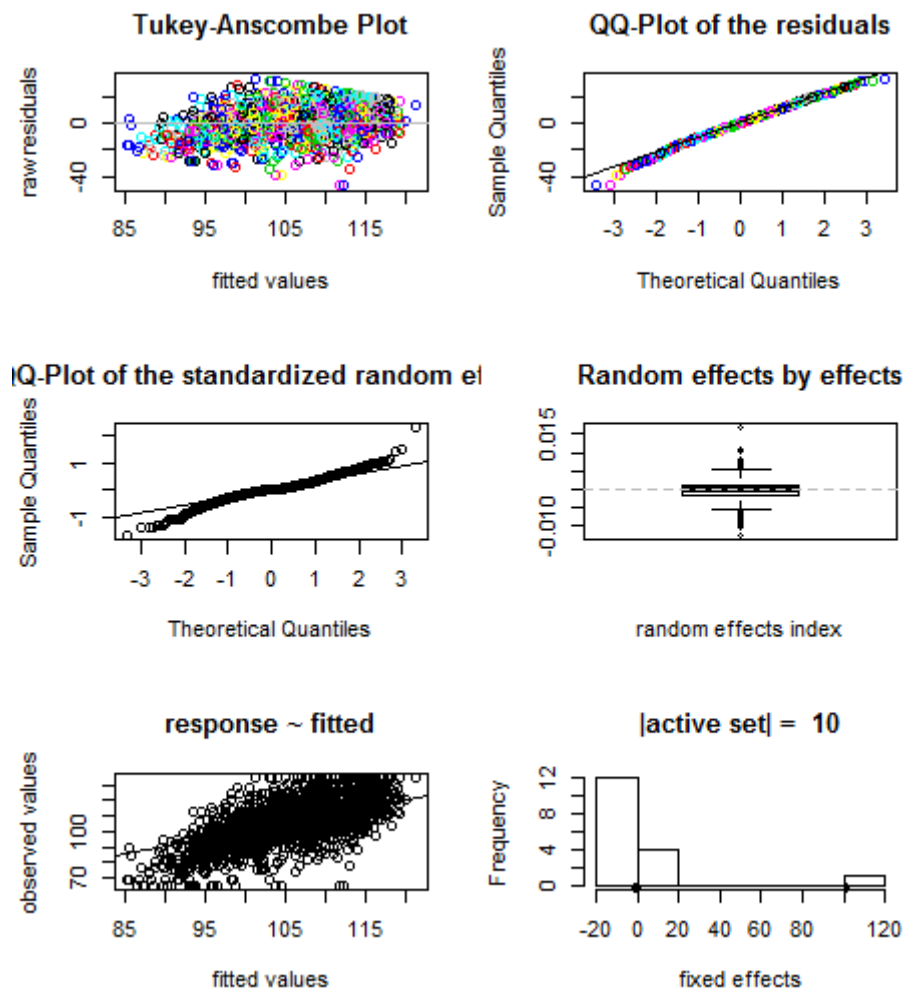 Tukey-Anscombe Plot
raw residuals
0
-40
85 95 105 115
fitted values
QQ-Plot of the residuals
Sample Quantiles
0
-40
-3 -2 -1 0 1 2 3
Theoretical Quantiles
QQ-Plot of the standardized random ef
Sample Quantiles
1
-1
-3 -2 -1 0 1 2 3
Theoretical Quantiles
Random effects by effects
0.015
-0.010
random effects index
response ~ fitted
observed values
100
70
85 95 105 115
fitted values
|active set| = 10
Frequency
12
8
4
0
-20 0 20 40 60 80 120
fixed effects